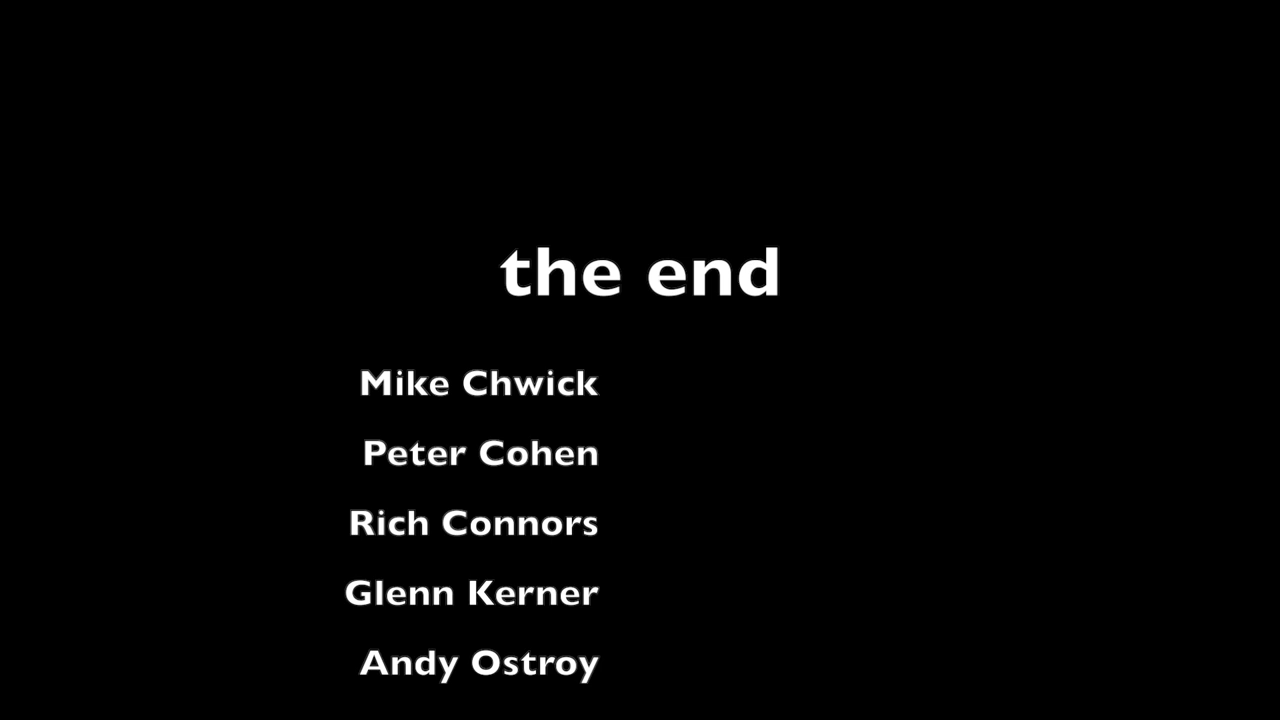 the end
Mike Chwick
Peter Cohen
Rich Connors
Glenn Kerner
Andy Ostroy